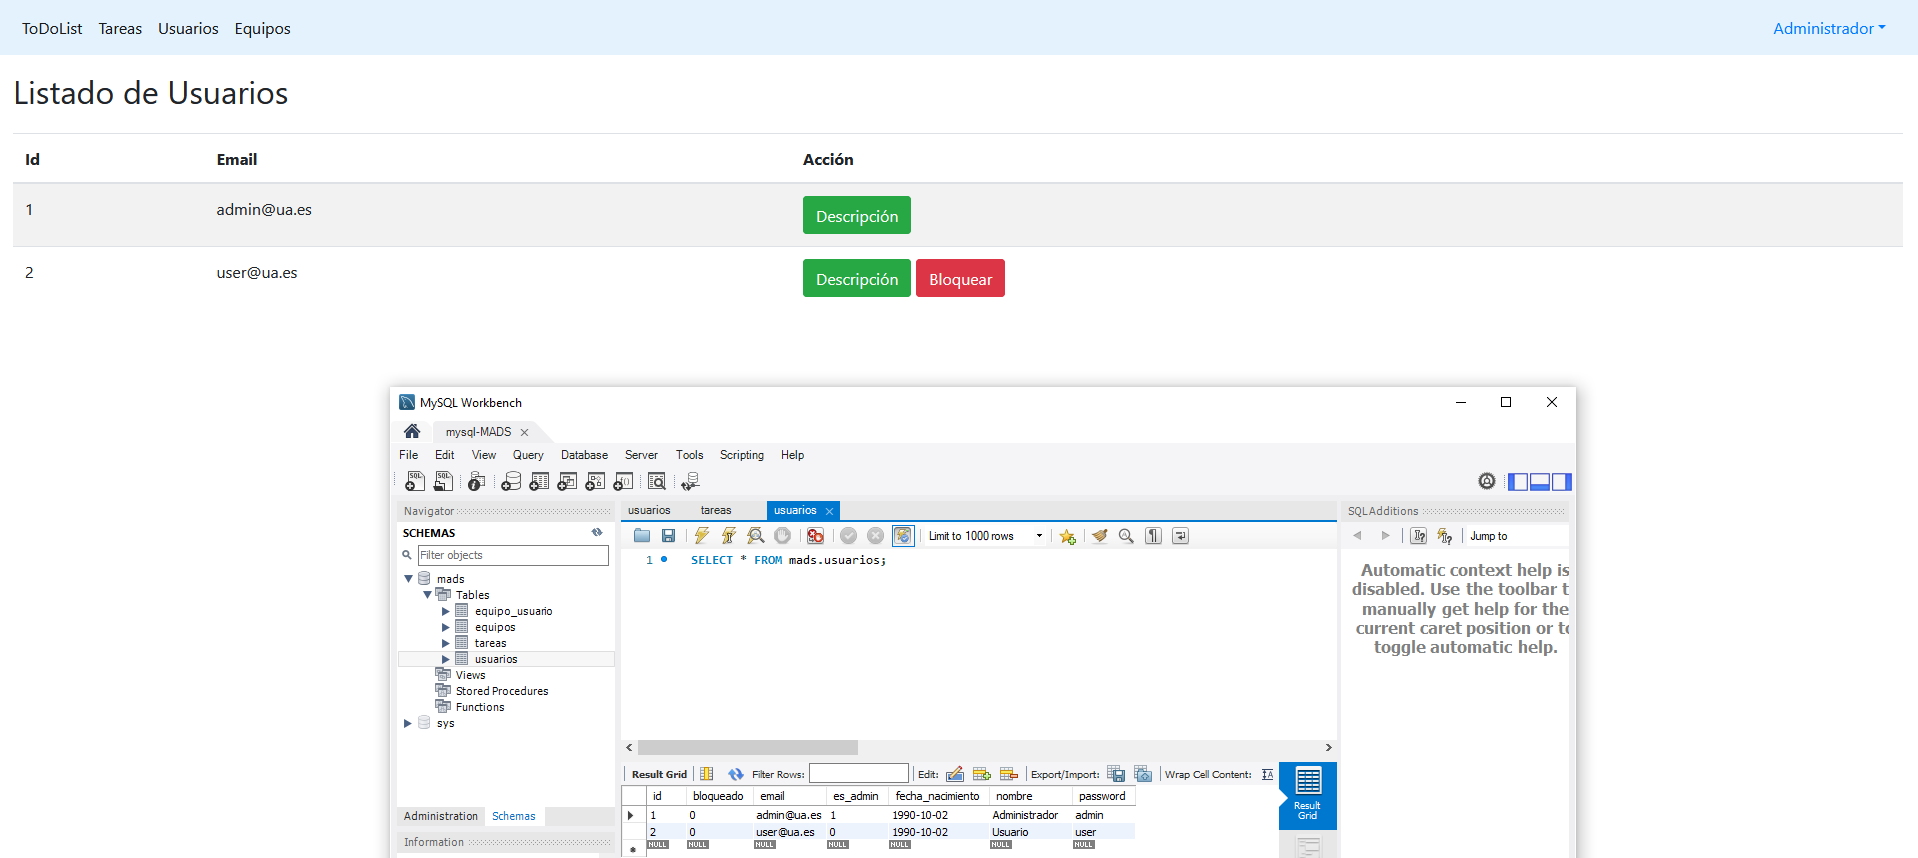 ToDoList Tareas Usuarios Equipos Administrador
Listado de Usuarios
Id Email Acción
1 admin@ua.es Descripción
2 user@ua.es Descripción Bloquear
MySQL Workbench
mysql-MADS
File Edit View Query Database Server Tools Scripting Help
Navigator
SCHEMAS
Filter objects
mads
Tables
equipo_usuario
equipos
tareas
usuarios
Views
Stored Procedures
Functions
sys
Administration Schemas
Information
usuarios tareas usuarios
Limit to 1000 rows
1 SELECT * FROM mads.usuarios;
Result Grid Filter Rows: Edit: Export/Import: Wrap Cell Content:
id bloqueado email es_admin fecha_nacimiento nombre password
1 0 admin@ua.es 1 1990-10-02 Administrador admin
2 0 user@ua.es 0 1990-10-02 Usuario user
NULL NULL NULL NULL NULL NULL NULL
Result
Grid
SQLAdditions
Jump to
Automatic context help is
disabled. Use the toolbar t
manually get help for the
current caret position or to
toggle automatic help.